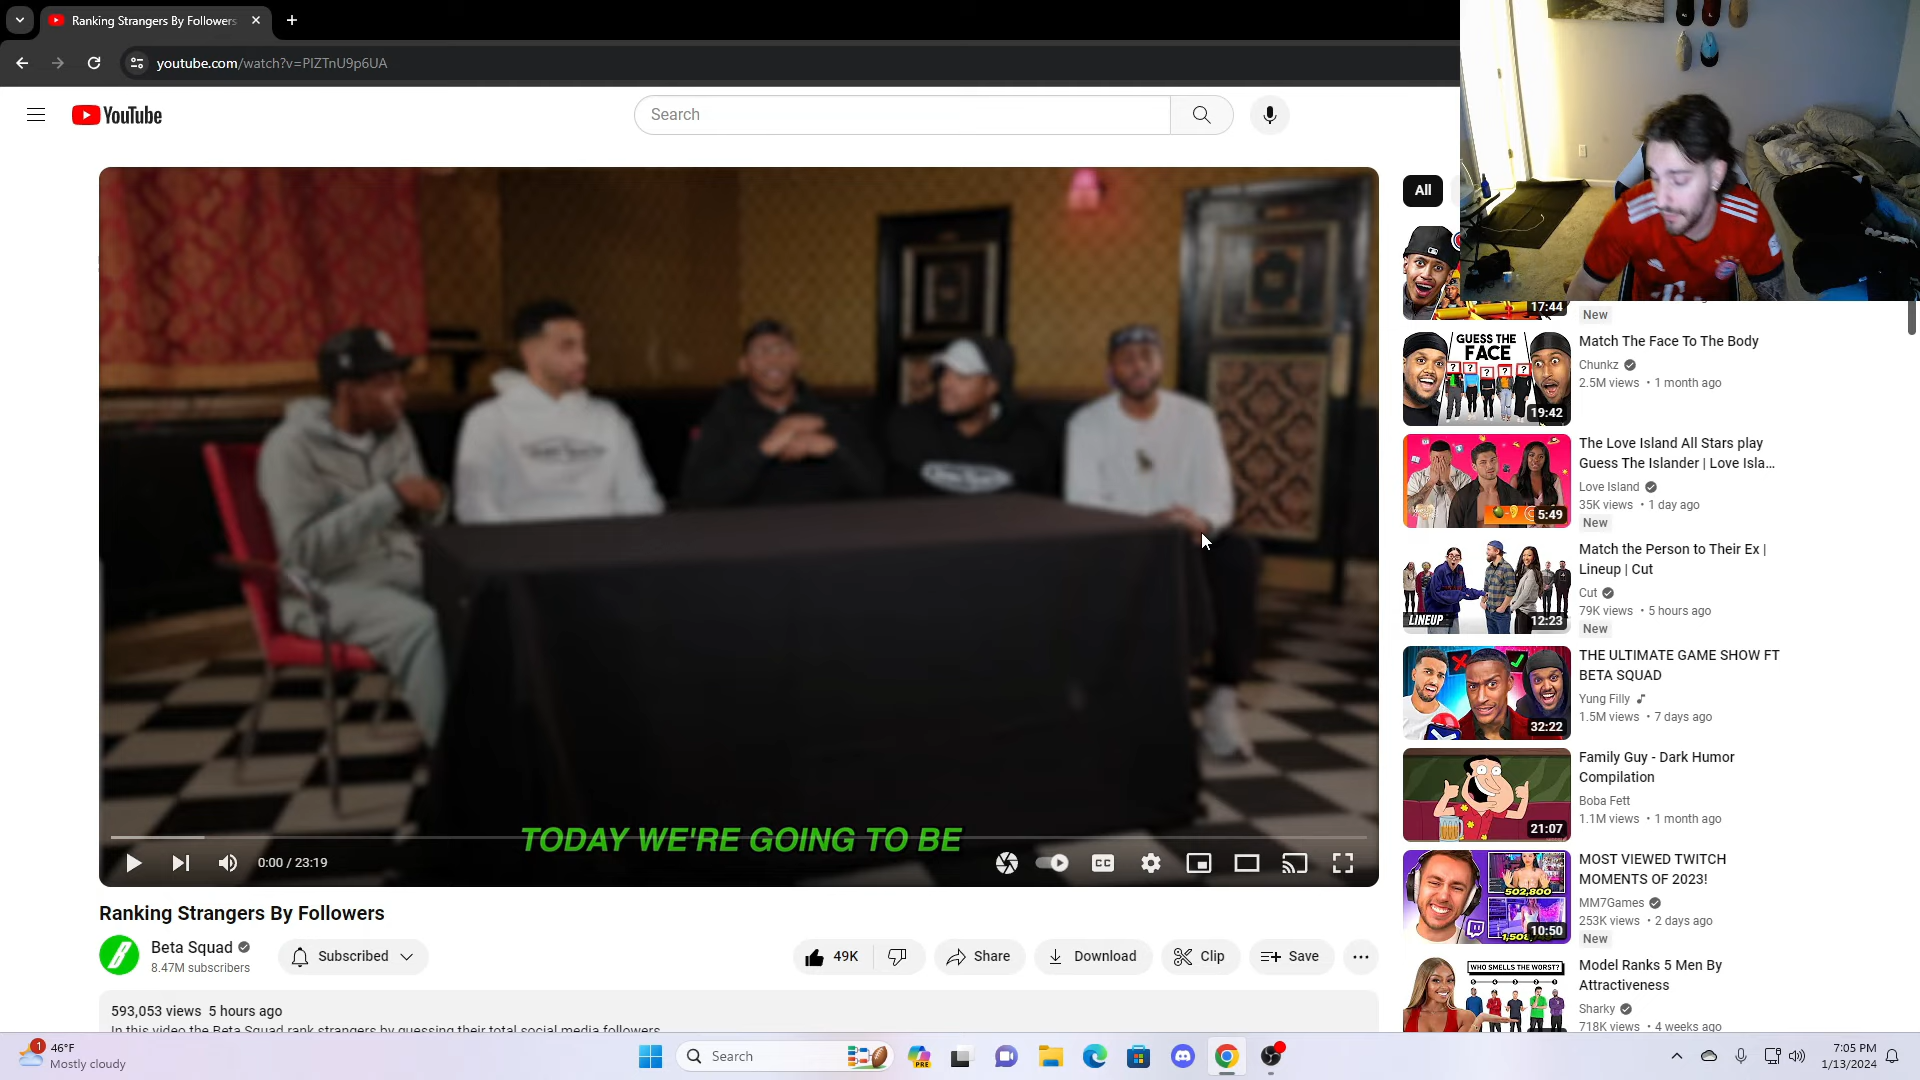 Ranking Strangers By Followers
youtube.com/watch?v=PIZTnU9p6UA
YouTube
Search
All
17:44
New
GUESS THE
FACE
19:42
Match The Face To The Body
Chunkz
2.5M views • 1 month ago
5:49
The Love Island All Stars play
Guess The Islander | Love Isla...
Love Island
35K views • 1 day ago
New
LINEUP
12:23
Match the Person to Their Ex |
Lineup | Cut
Cut
79K views • 5 hours ago
New
32:22
THE ULTIMATE GAME SHOW FT
BETA SQUAD
Yung Filly
1.5M views • 7 days ago
21:07
Family Guy - Dark Humor
Compilation
Boba Fett
1.1M views • 1 month ago
502,800
10:50
MOST VIEWED TWITCH
MOMENTS OF 2023!
MM7Games
253K views • 2 days ago
New
WHO SMELLS THE WORST?
Model Ranks 5 Men By
Attractiveness
Sharky
718K views • 4 weeks ago
TODAY WE'RE GOING TO BE
0:00 / 23:19
CC
Ranking Strangers By Followers
Beta Squad
8.47M subscribers
Subscribed
49K
Share
Download
Clip
Save
593,053 views 5 hours ago
In this video the Beta Squad rank strangers by guessing their total social media followers
1
46°F
Mostly cloudy
Search
PRE
7:05 PM
1/13/2024